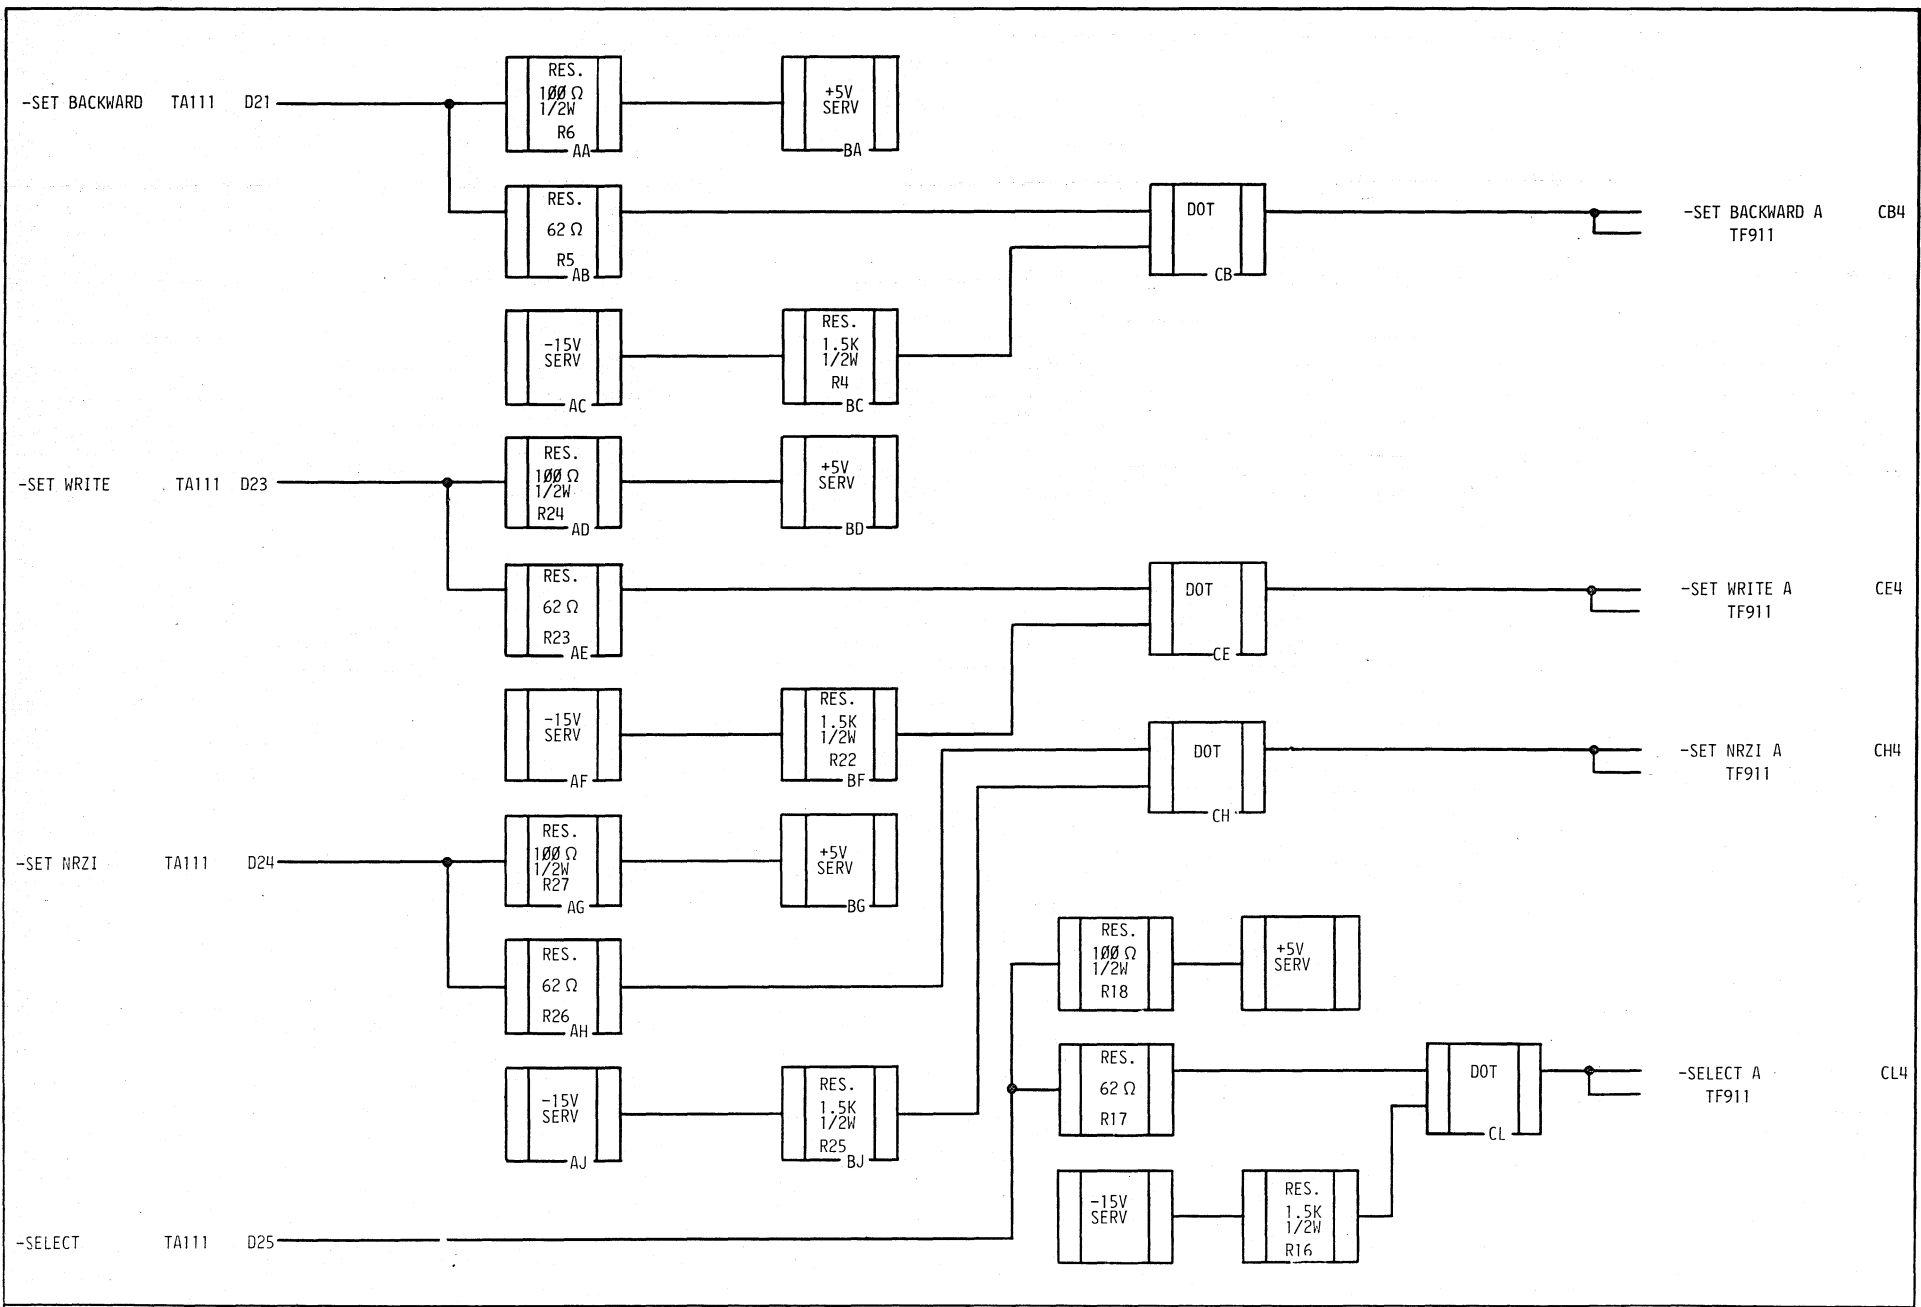 -SET BACKWARD TA111 D21
RES.
1ØØ Ω
1/2W
R6
AA
+5V
SERV
BA
RES.
62 Ω
R5
AB
DOT
CB
-SET BACKWARD A CB4
TF911
-15V
SERV
AC
RES.
1.5K
1/2W
R4
BC
-SET WRITE TA111 D23
RES.
1ØØ Ω
1/2W
R24
AD
+5V
SERV
BD
RES.
62 Ω
R23
AE
DOT
CE
-SET WRITE A CE4
TF911
-15V
SERV
AF
RES.
1.5K
1/2W
R22
BF
DOT
CH
-SET NRZI A CH4
TF911
-SET NRZI TA111 D24
RES.
1ØØ Ω
1/2W
R27
AG
+5V
SERV
BG
RES.
62 Ω
R26
AH
RES.
1ØØ Ω
1/2W
R18
+5V
SERV
-15V
SERV
AJ
RES.
1.5K
1/2W
R25
BJ
RES.
62 Ω
R17
DOT
CL
-SELECT A CL4
TF911
-15V
SERV
RES.
1.5K
1/2W
R16
-SELECT TA111 D25